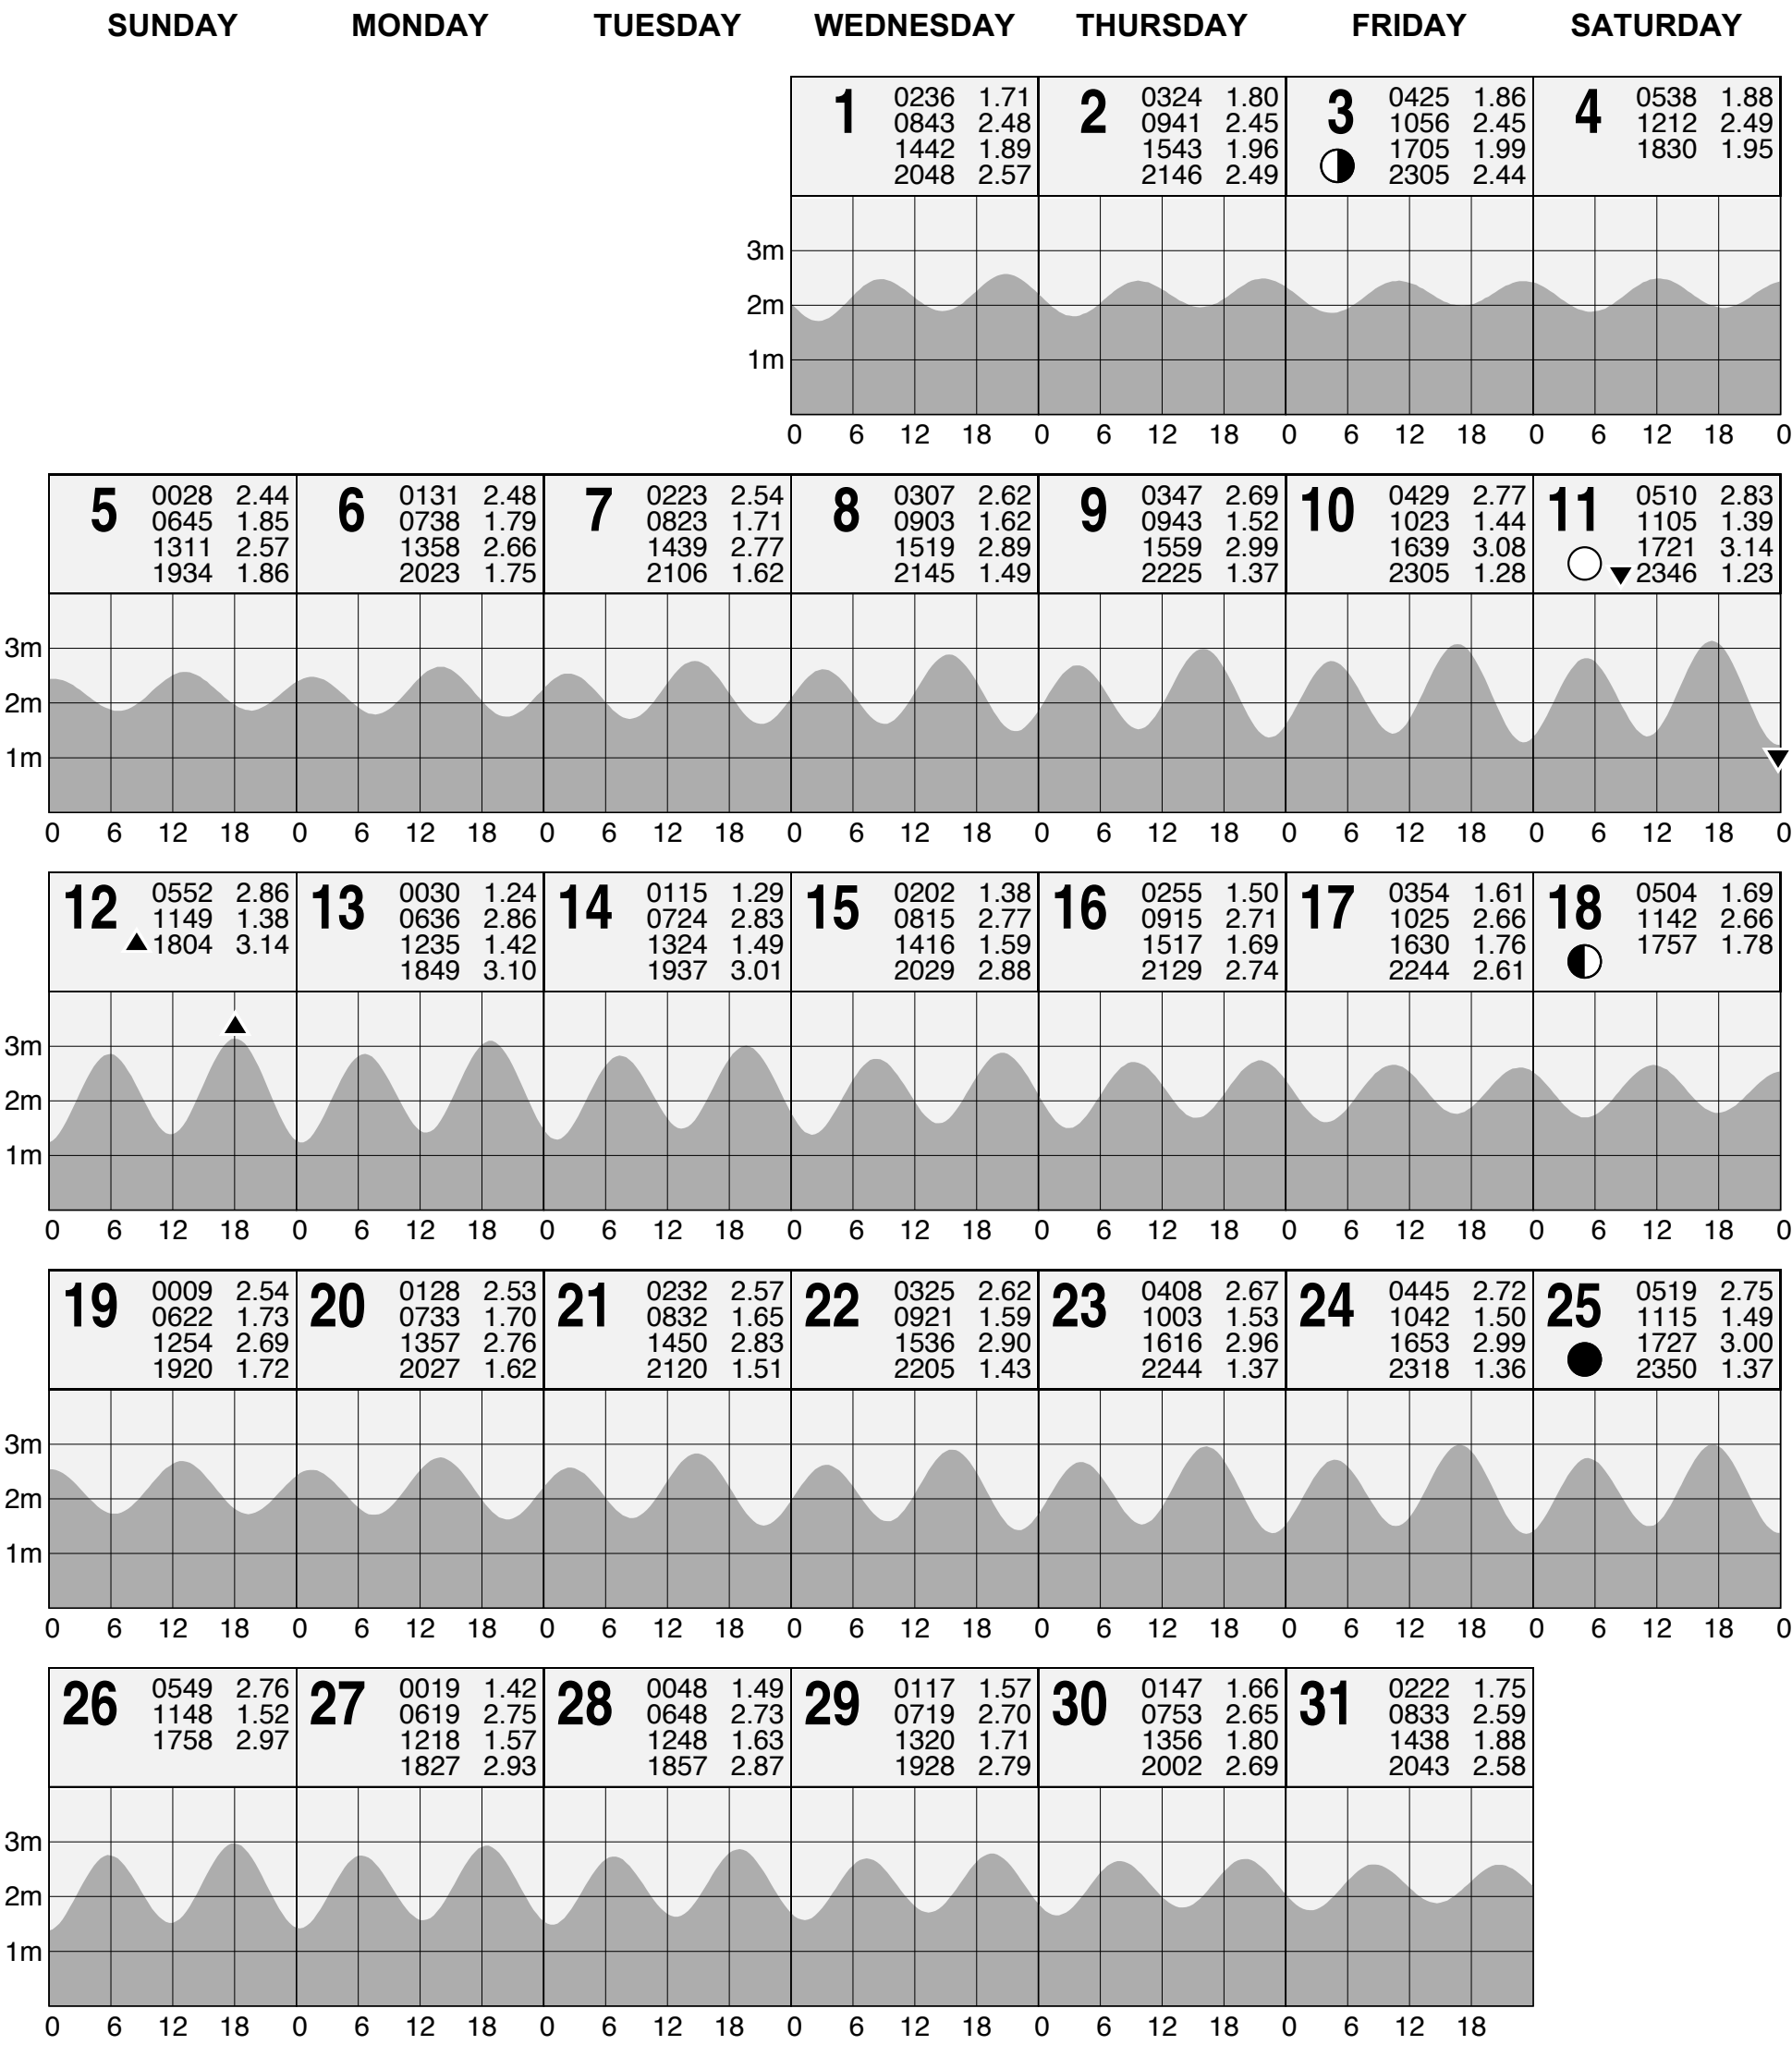 SUNDAY MONDAY TUESDAY WEDNESDAY THURSDAY FRIDAY SATURDAY
1 0236 1.71
0843 2.48
1442 1.89
2048 2.57
2 0324 1.80
0941 2.45
1543 1.96
2146 2.49
3 0425 1.86
1056 2.45
1705 1.99
2305 2.44
4 0538 1.88
1212 2.49
1830 1.95
3m
2m
1m
0 6 12 18 0 6 12 18 0 6 12 18 0 6 12 18 0
5 0028 2.44
0645 1.85
1311 2.57
1934 1.86
6 0131 2.48
0738 1.79
1358 2.66
2023 1.75
7 0223 2.54
0823 1.71
1439 2.77
2106 1.62
8 0307 2.62
0903 1.62
1519 2.89
2145 1.49
9 0347 2.69
0943 1.52
1559 2.99
2225 1.37
10 0429 2.77
1023 1.44
1639 3.08
2305 1.28
11 0510 2.83
1105 1.39
1721 3.14
2346 1.23
3m
2m
1m
0 6 12 18 0 6 12 18 0 6 12 18 0 6 12 18 0 6 12 18 0 6 12 18 0 6 12 18 0
12 0552 2.86
1149 1.38
1804 3.14
13 0030 1.24
0636 2.86
1235 1.42
1849 3.10
14 0115 1.29
0724 2.83
1324 1.49
1937 3.01
15 0202 1.38
0815 2.77
1416 1.59
2029 2.88
16 0255 1.50
0915 2.71
1517 1.69
2129 2.74
17 0354 1.61
1025 2.66
1630 1.76
2244 2.61
18 0504 1.69
1142 2.66
1757 1.78
3m
2m
1m
0 6 12 18 0 6 12 18 0 6 12 18 0 6 12 18 0 6 12 18 0 6 12 18 0 6 12 18 0
19 0009 2.54
0622 1.73
1254 2.69
1920 1.72
20 0128 2.53
0733 1.70
1357 2.76
2027 1.62
21 0232 2.57
0832 1.65
1450 2.83
2120 1.51
22 0325 2.62
0921 1.59
1536 2.90
2205 1.43
23 0408 2.67
1003 1.53
1616 2.96
2244 1.37
24 0445 2.72
1042 1.50
1653 2.99
2318 1.36
25 0519 2.75
1115 1.49
1727 3.00
2350 1.37
3m
2m
1m
0 6 12 18 0 6 12 18 0 6 12 18 0 6 12 18 0 6 12 18 0 6 12 18 0 6 12 18 0
26 0549 2.76
1148 1.52
1758 2.97
27 0019 1.42
0619 2.75
1218 1.57
1827 2.93
28 0048 1.49
0648 2.73
1248 1.63
1857 2.87
29 0117 1.57
0719 2.70
1320 1.71
1928 2.79
30 0147 1.66
0753 2.65
1356 1.80
2002 2.69
31 0222 1.75
0833 2.59
1438 1.88
2043 2.58
3m
2m
1m
0 6 12 18 0 6 12 18 0 6 12 18 0 6 12 18 0 6 12 18 0 6 12 18